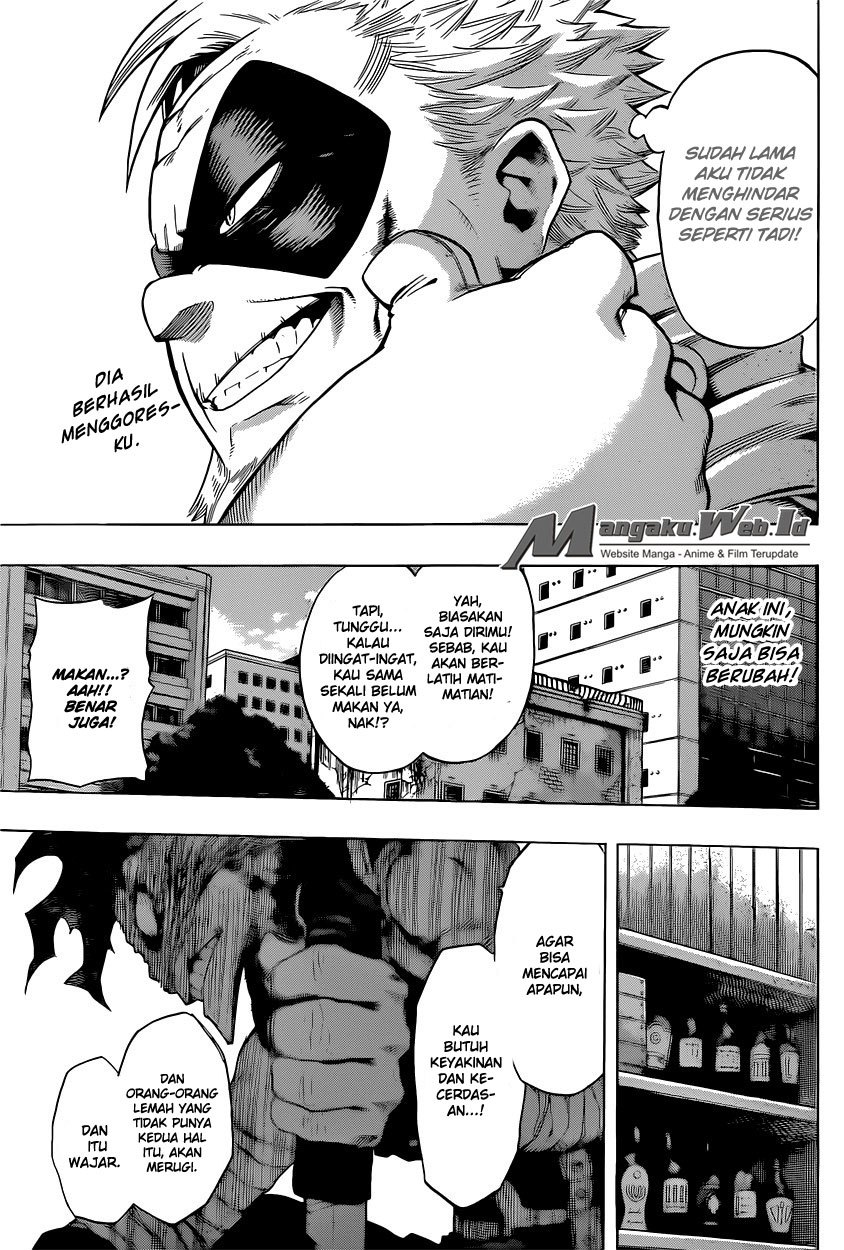 SUDAH LAMA
AKU TIDAK
MENGHINDAR
DENGAN SERIUS
SEPERTI TADI!
DIA
BERHASIL
MENGGORES-
KU.
Mangaku.Web.Id
Website Manga - Anime & Film Terupdate
ANAK INI,
MUNGKIN
SAJA BISA
BERUBAH!
YAH,
BIASAKAN
SAJA DIRIMU!
SEBAB, KAU
AKAN BER-
LATIH MATI-
MATIAN!
TAPI,
TUNGGU...
KALAU
DIINGAT-INGAT,
KAU SAMA
SEKALI BELUM
MAKAN YA,
NAK!?
MAKAN...?
AAH!!
BENAR
JUGA!
AGAR
BISA
MENCAPAI
APAPUN,
KAU
BUTUH
KEYAKINAN
DAN KE-
CERDAS-
AN...!
DAN
ORANG-ORANG
LEMAH YANG
TIDAK PUNYA
KEDUA HAL
ITU, AKAN
MERUGI.
DAN
ITU
WAJAR.